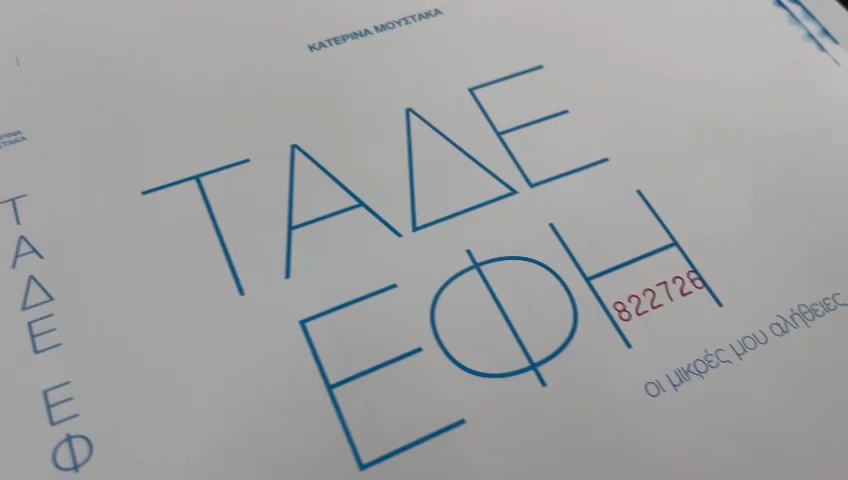 ΚΑΤΕΡΙΝΑ ΜΟΥΣΤΑΚΑ
ΤΑΔΕ
ΕΦΗ
822726
οι μικρές μου αλήθειες
ΤΑΔΕ ΕΦ